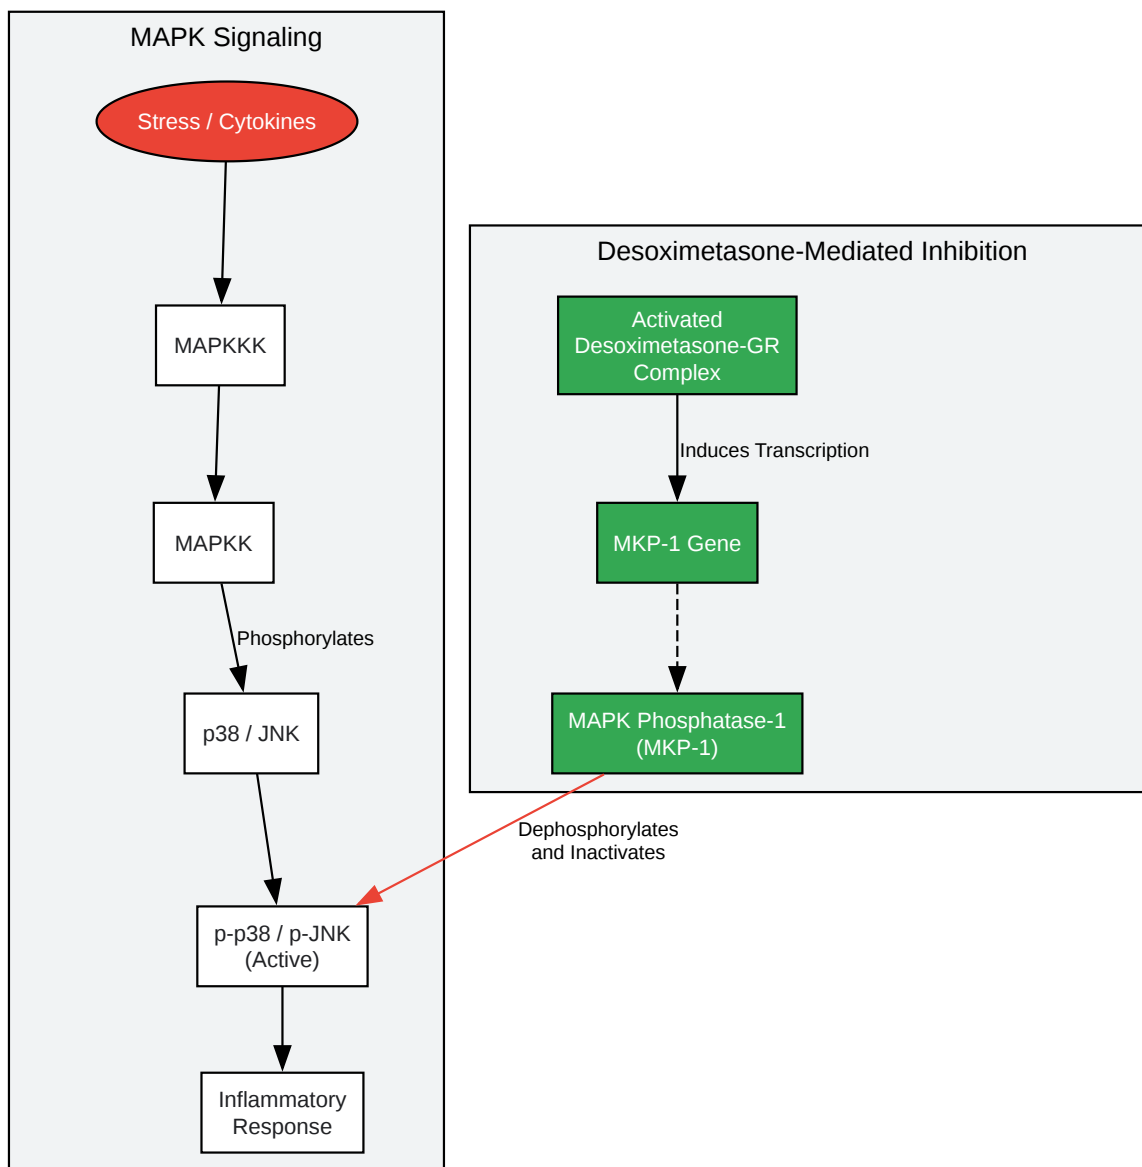 MAPK Signaling
Stress / Cytokines
MAPKKK
MAPKK
Phosphorylates
p38 / JNK
p-p38 / p-JNK
(Active)
Inflammatory
Response
Desoximetasone-Mediated Inhibition
Activated
Desoximetasone-GR
Complex
Induces Transcription
MKP-1 Gene
MAPK Phosphatase-1
(MKP-1)
Dephosphorylates
and Inactivates